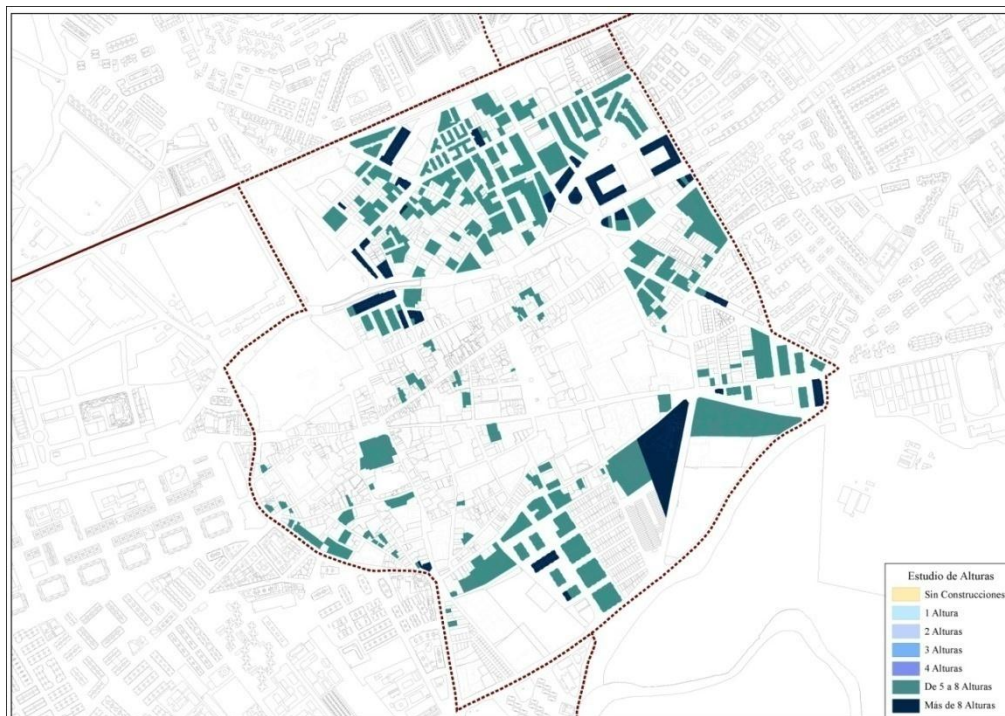 Estudio de Alturas
Sin Construcciones
1 Altura
2 Alturas
3 Alturas
4 Alturas
De 5 a 8 Alturas
Más de 8 Alturas